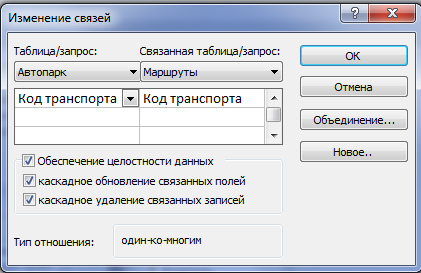 Изменение связей
Таблица/запрос: Связанная таблица/запрос:
Автопарк Маршруты
Код транспорта Код транспорта
Обеспечение целостности данных
каскадное обновление связанных полей
каскадное удаление связанных записей
Тип отношения: один-ко-многим
ОК
Отмена
Объединение...
Новое..